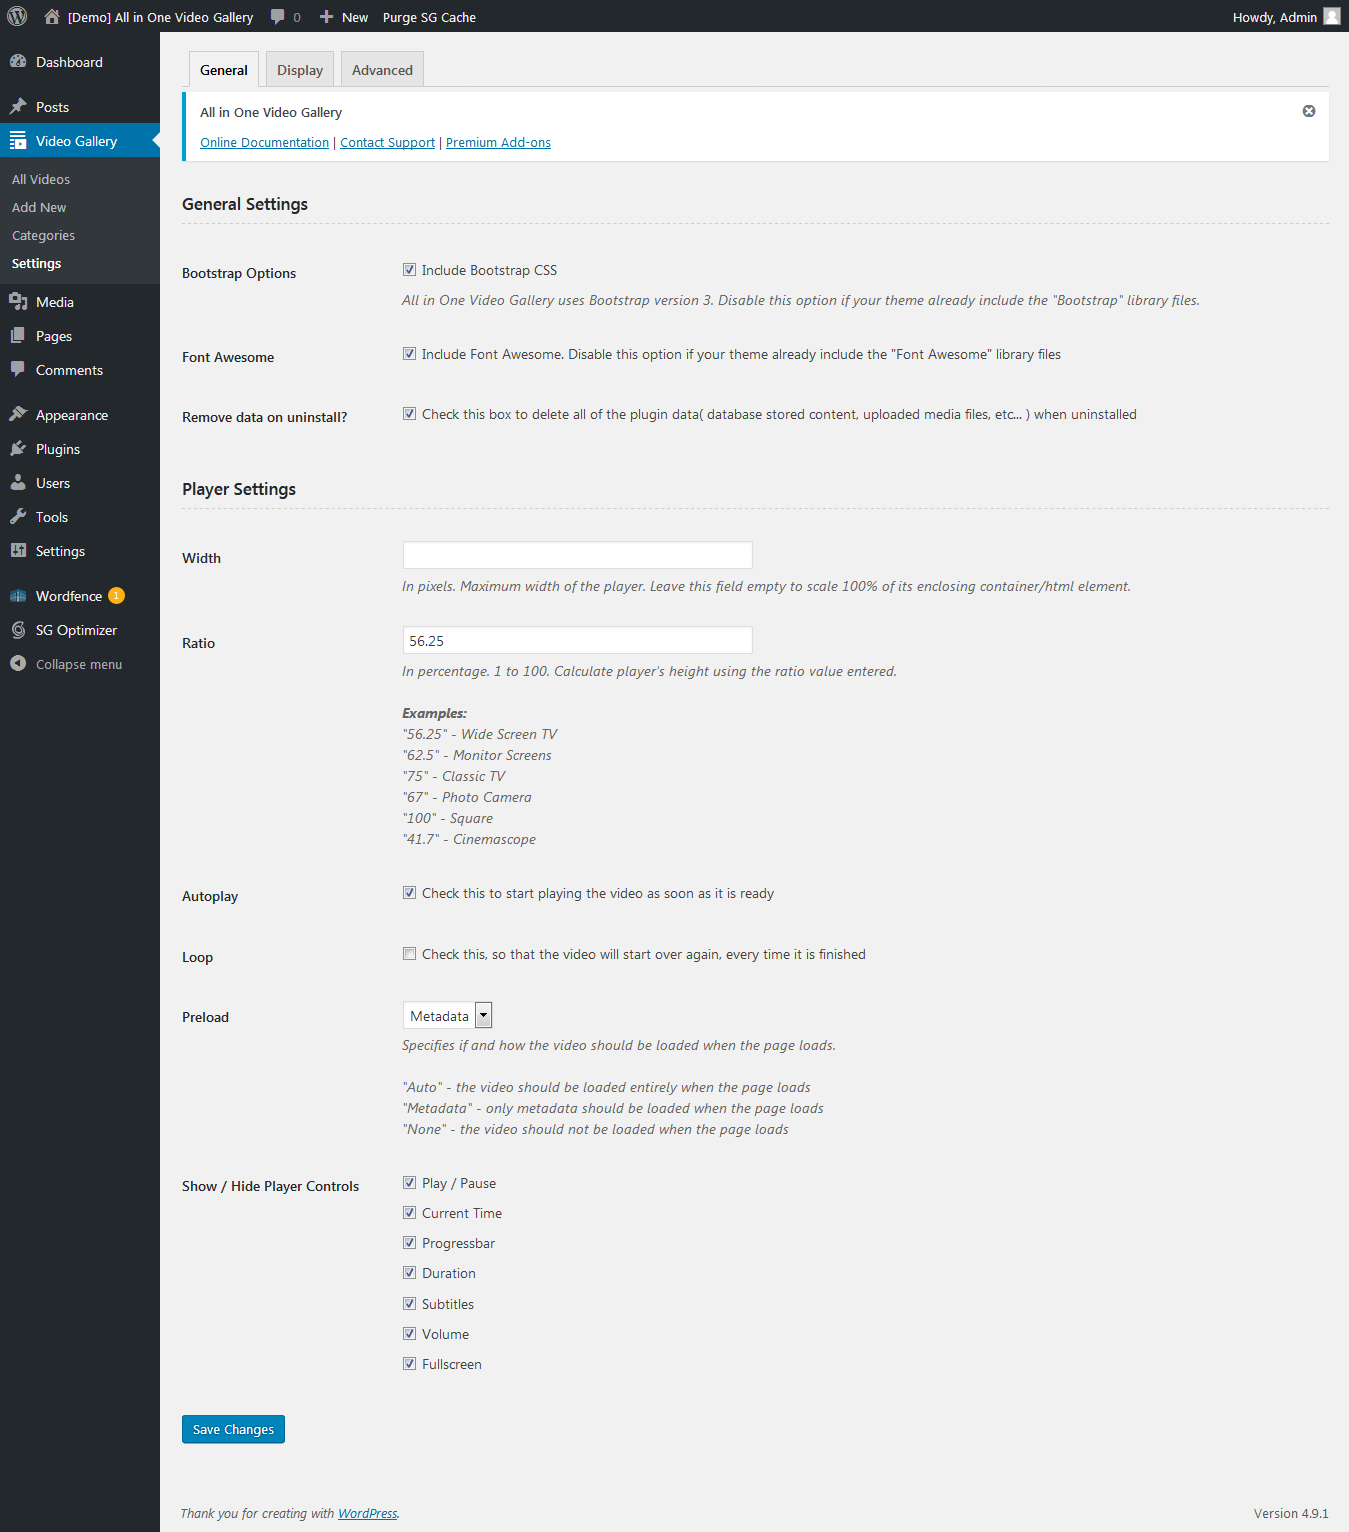 [Demo] All in One Video Gallery 0 New Purge SG Cache Howdy, Admin
Dashboard
Posts
Video Gallery
All Videos
Add New
Categories
Settings
Media
Pages
Comments
Appearance
Plugins
Users
Tools
Settings
Wordfence 1
SG Optimizer
Collapse menu
General Display Advanced
All in One Video Gallery
Online Documentation | Contact Support | Premium Add-ons
General Settings
Bootstrap Options Include Bootstrap CSS
All in One Video Gallery uses Bootstrap version 3. Disable this option if your theme already include the "Bootstrap" library files.
Font Awesome Include Font Awesome. Disable this option if your theme already include the "Font Awesome" library files
Remove data on uninstall? Check this box to delete all of the plugin data( database stored content, uploaded media files, etc... ) when uninstalled
Player Settings
Width
In pixels. Maximum width of the player. Leave this field empty to scale 100% of its enclosing container/html element.
Ratio 56.25
In percentage. 1 to 100. Calculate player's height using the ratio value entered.
Examples:
"56.25" - Wide Screen TV
"62.5" - Monitor Screens
"75" - Classic TV
"67" - Photo Camera
"100" - Square
"41.7" - Cinemascope
Autoplay Check this to start playing the video as soon as it is ready
Loop Check this, so that the video will start over again, every time it is finished
Preload Metadata
Specifies if and how the video should be loaded when the page loads.
"Auto" - the video should be loaded entirely when the page loads
"Metadata" - only metadata should be loaded when the page loads
"None" - the video should not be loaded when the page loads
Show / Hide Player Controls Play / Pause
Current Time
Progressbar
Duration
Subtitles
Volume
Fullscreen
Save Changes
Thank you for creating with WordPress. Version 4.9.1